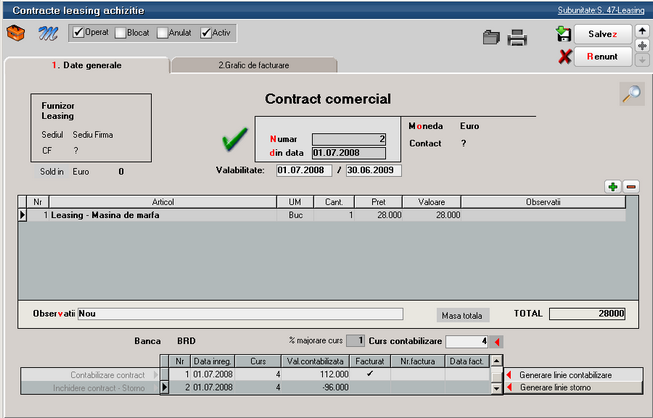 Contracte leasing achizitie Subunitate:S. 47-Leasing
Operat Blocat Anulat Activ
Salvez
Renunt
1. Date generale 2.Grafic de facturare
Contract comercial
Furnizor
Leasing
Sediul Sediu Firma
CF ?
Sold in Euro 0
Numar 2
din data 01.07.2008
Valabilitate: 01.07.2008 / 30.06.2009
Moneda Euro
Contact ?
Nr Articol UM Cant. Pret Valoare Observatii
1 Leasing - Masina de marfa Buc 1 28.000 28.000
Observatii Nou Masa totala TOTAL 28000
Banca BRD % majorare curs 1 Curs contabilizare 4
Nr Data inreg. Curs Val.contabilizata Facturat Nr.factura Data fact.
Contabilizare contract 1 01.07.2008 4 112.000 ✓ Generare linie contabilizare
Inchidere contract - Storno 2 01.07.2008 4 -96.000 Generare linie storno